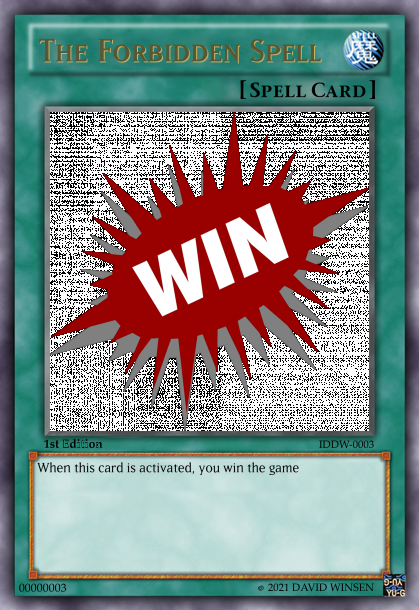 The Forbidden Spell
魔
[Spell Card]
WIN
1st Edition
IDDW-0003
When this card is activated, you win the game
00000003
© 2021 DAVID WINSEN